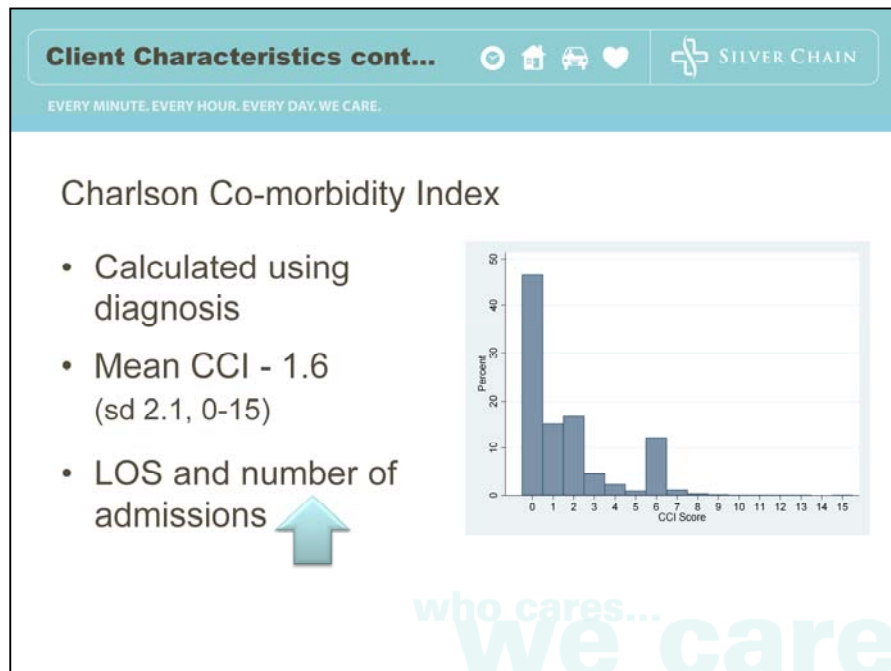 Client Characteristics cont...
SILVER CHAIN
EVERY MINUTE. EVERY HOUR. EVERY DAY. WE CARE.
Charlson Co-morbidity Index
• Calculated using
diagnosis
• Mean CCI - 1.6
(sd 2.1, 0-15)
• LOS and number of
admissions
50
40
30
20
10
0
Percent
0 1 2 3 4 5 6 7 8 9 10 11 12 13 14 15
CCI Score
who cares...
we care